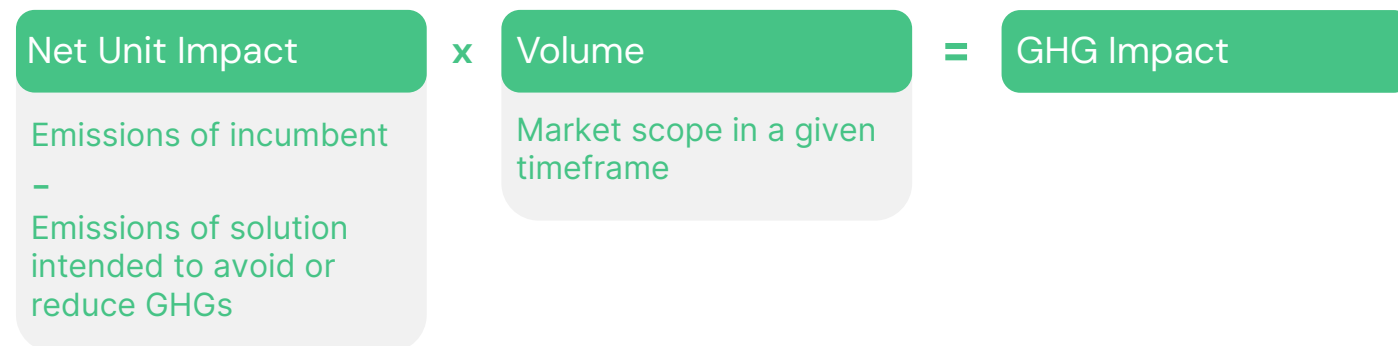 Net Unit Impact
x
Volume
=
GHG Impact
Emissions of incumbent
–
Emissions of solution
intended to avoid or
reduce GHGs
Market scope in a given
timeframe